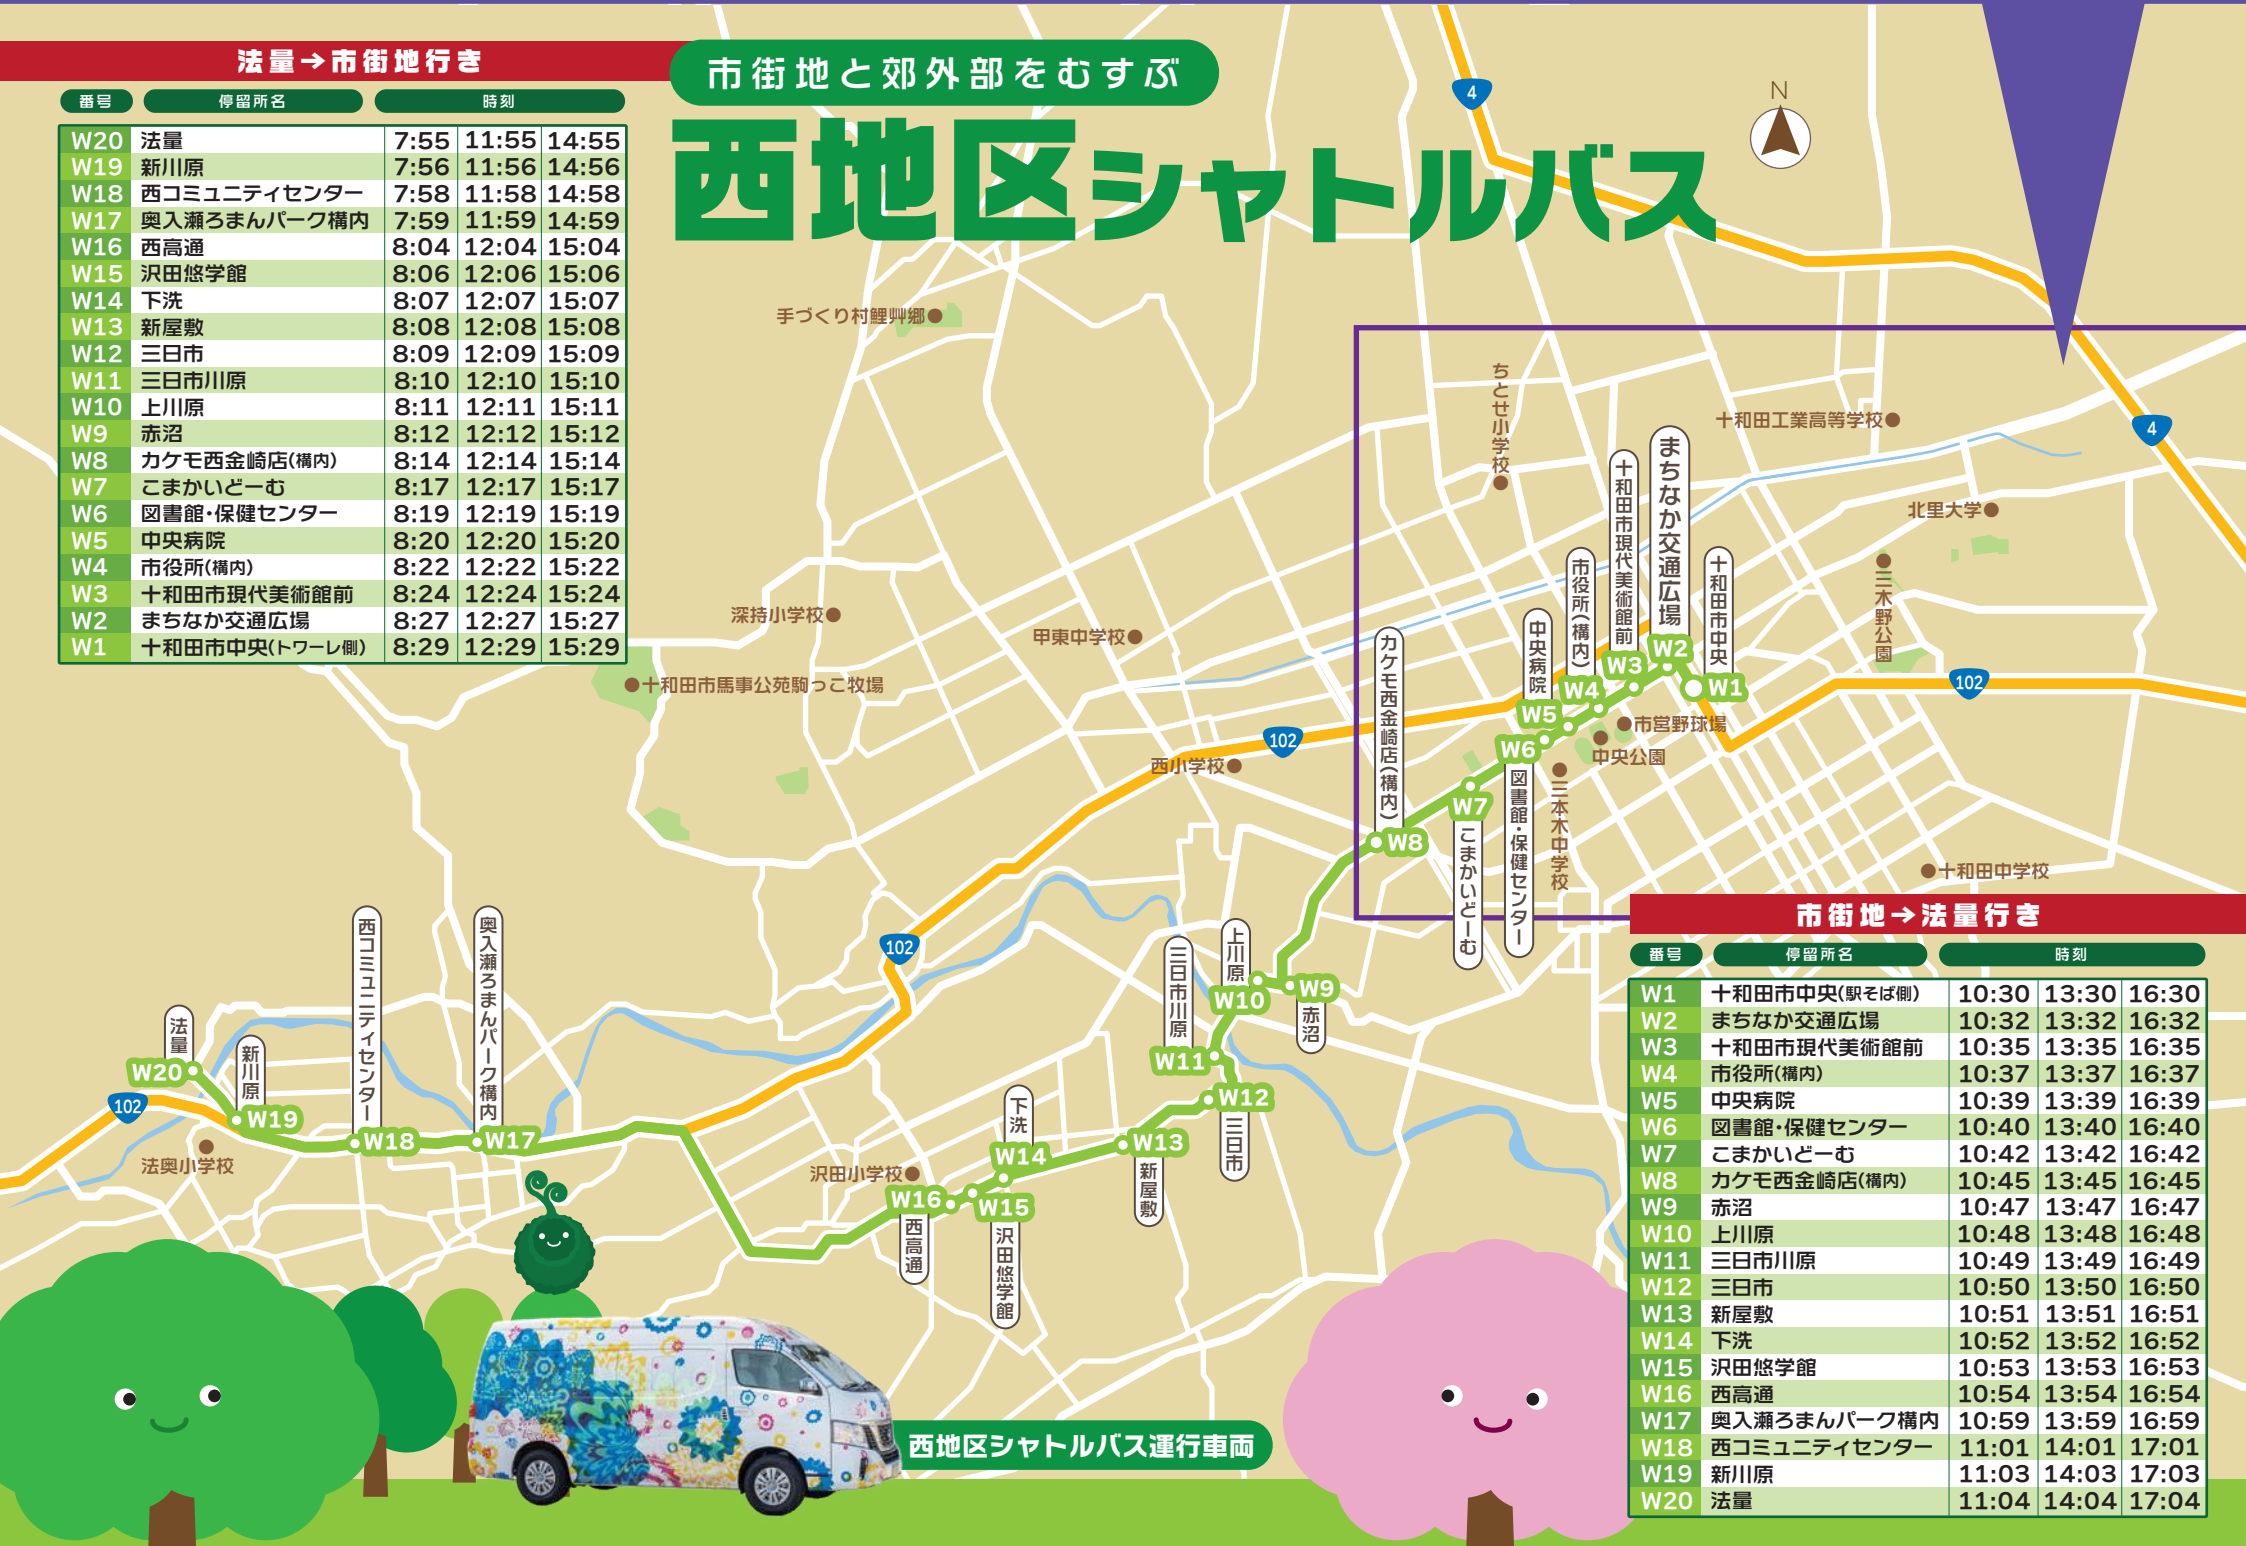 法量→市街地行き
番号 停留所名 時刻
W20 法量 7:55 11:55 14:55
W19 新川原 7:56 11:56 14:56
W18 西コミュニティセンター 7:58 11:58 14:58
W17 奥入瀬ろまんパーク構内 7:59 11:59 14:59
W16 西高通 8:04 12:04 15:04
W15 沢田悠学館 8:06 12:06 15:06
W14 下洗 8:07 12:07 15:07
W13 新屋敷 8:08 12:08 15:08
W12 三日市 8:09 12:09 15:09
W11 三日市川原 8:10 12:10 15:10
W10 上川原 8:11 12:11 15:11
W9 赤沼 8:12 12:12 15:12
W8 カケモ西金崎店(構内) 8:14 12:14 15:14
W7 こまかいどーむ 8:17 12:17 15:17
W6 図書館・保健センター 8:19 12:19 15:19
W5 中央病院 8:20 12:20 15:20
W4 市役所(構内) 8:22 12:22 15:22
W3 十和田市現代美術館前 8:24 12:24 15:24
W2 まちなか交通広場 8:27 12:27 15:27
W1 十和田市中央(トワーレ側) 8:29 12:29 15:29
市街地と郊外部をむすぶ
西地区シャトルバス
N
4
4
手づくり村鯉艸郷
ちとせ小学校
十和田工業高等学校
北里大学
三木野公園
深持小学校
甲東中学校
十和田市馬事公苑駒っこ牧場
西小学校
102
102
市営野球場
中央公園
三本木中学校
十和田中学校
十和田市中央
W1
まちなか交通広場
W2
十和田市現代美術館前
W3
市役所(構内)
W4
中央病院
W5
W6
図書館・保健センター
W7
こまかいどーむ
カケモ西金崎店(構内)
W8
W9
赤沼
上川原
W10
三日市川原
W11
W12
三日市
W13
新屋敷
下洗
W14
W15
沢田悠学館
沢田小学校
W16
西高通
102
奥入瀬ろまんパーク構内
W17
西コミュニティセンター
W18
新川原
W19
法量
W20
102
法奥小学校
西地区シャトルバス運行車両
市街地→法量行き
番号 停留所名 時刻
W1 十和田市中央(駅そば側) 10:30 13:30 16:30
W2 まちなか交通広場 10:32 13:32 16:32
W3 十和田市現代美術館前 10:35 13:35 16:35
W4 市役所(構内) 10:37 13:37 16:37
W5 中央病院 10:39 13:39 16:39
W6 図書館・保健センター 10:40 13:40 16:40
W7 こまかいどーむ 10:42 13:42 16:42
W8 カケモ西金崎店(構内) 10:45 13:45 16:45
W9 赤沼 10:47 13:47 16:47
W10 上川原 10:48 13:48 16:48
W11 三日市川原 10:49 13:49 16:49
W12 三日市 10:50 13:50 16:50
W13 新屋敷 10:51 13:51 16:51
W14 下洗 10:52 13:52 16:52
W15 沢田悠学館 10:53 13:53 16:53
W16 西高通 10:54 13:54 16:54
W17 奥入瀬ろまんパーク構内 10:59 13:59 16:59
W18 西コミュニティセンター 11:01 14:01 17:01
W19 新川原 11:03 14:03 17:03
W20 法量 11:04 14:04 17:04